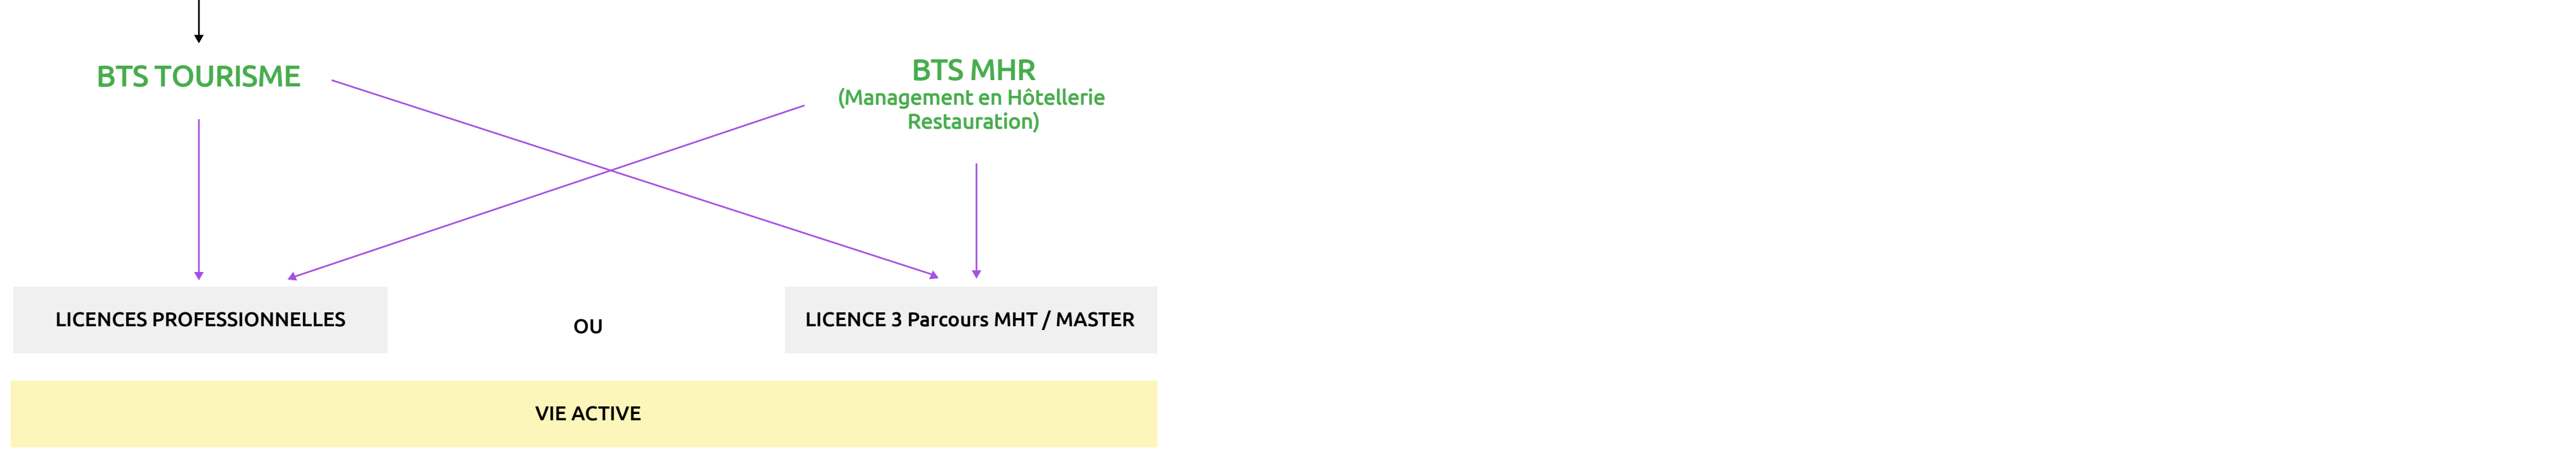 BTS TOURISME
BTS MHR
(Management en Hôtellerie
Restauration)
LICENCES PROFESSIONNELLES
OU
LICENCE 3 Parcours MHT / MASTER
VIE ACTIVE